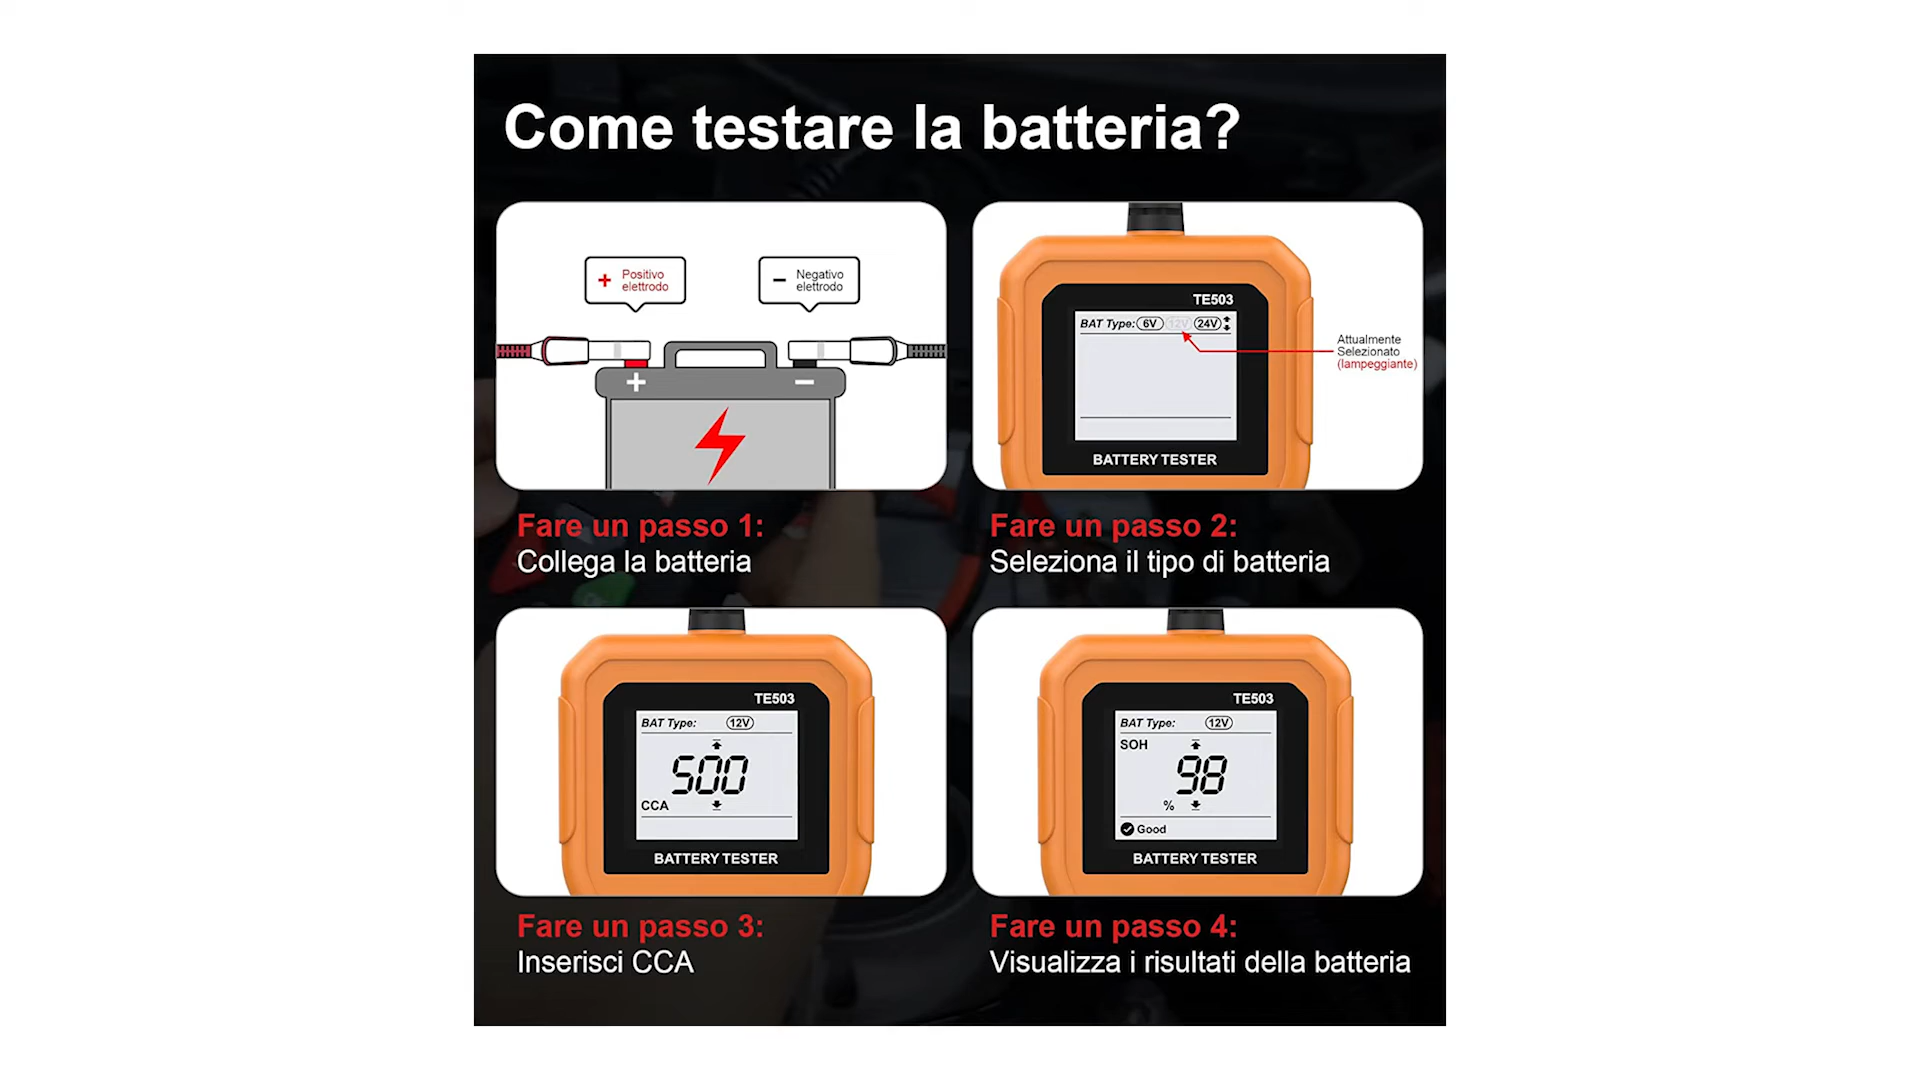 Come testare la batteria?
+ Positivo
elettrodo
− Negativo
elettrodo
+ −
Fare un passo 1:
Collega la batteria
TE503
BAT Type: 6V 12V 24V
Attualmente
Selezionato
(lampeggiante)
BATTERY TESTER
Fare un passo 2:
Seleziona il tipo di batteria
TE503
BAT Type: 12V
500
CCA
BATTERY TESTER
Fare un passo 3:
Inserisci CCA
TE503
BAT Type: 12V
SOH
98
%
Good
BATTERY TESTER
Fare un passo 4:
Visualizza i risultati della batteria